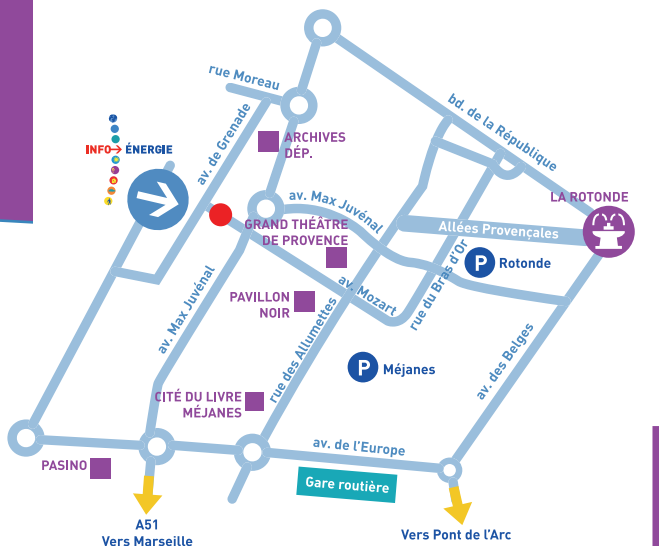 rue Moreau
bd. de la République
av. de Grenade
INFO→ ÉNERGIE
ARCHIVES
DÉP.
av. Max Juvénal
LA ROTONDE
GRAND THÉÂTRE
DE PROVENCE
Allées Provençales
P Rotonde
rue du Bras d'Or
av. Mozart
PAVILLON
NOIR
av. Max Juvénal
rue des Allumettes
av. des Belges
P Méjanes
CITÉ DU LIVRE
MÉJANES
av. de l'Europe
PASINO
Gare routière
A51
Vers Marseille
Vers Pont de l'Arc